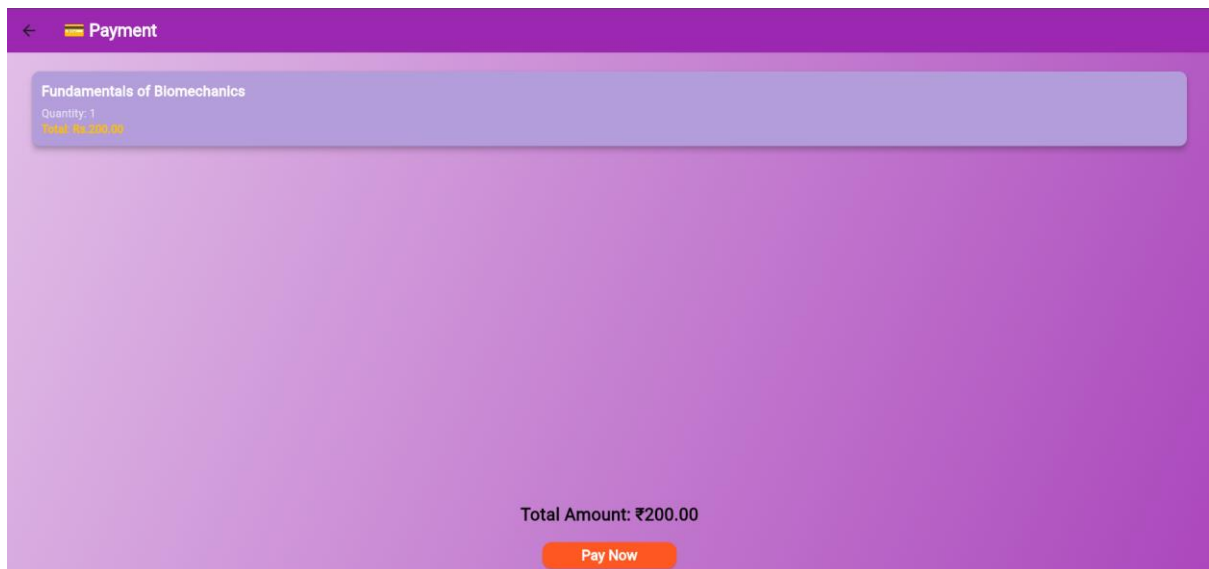 Payment
Fundamentals of Biomechanics
Quantity: 1
Total: Rs.200.00
Total Amount: ₹200.00
Pay Now